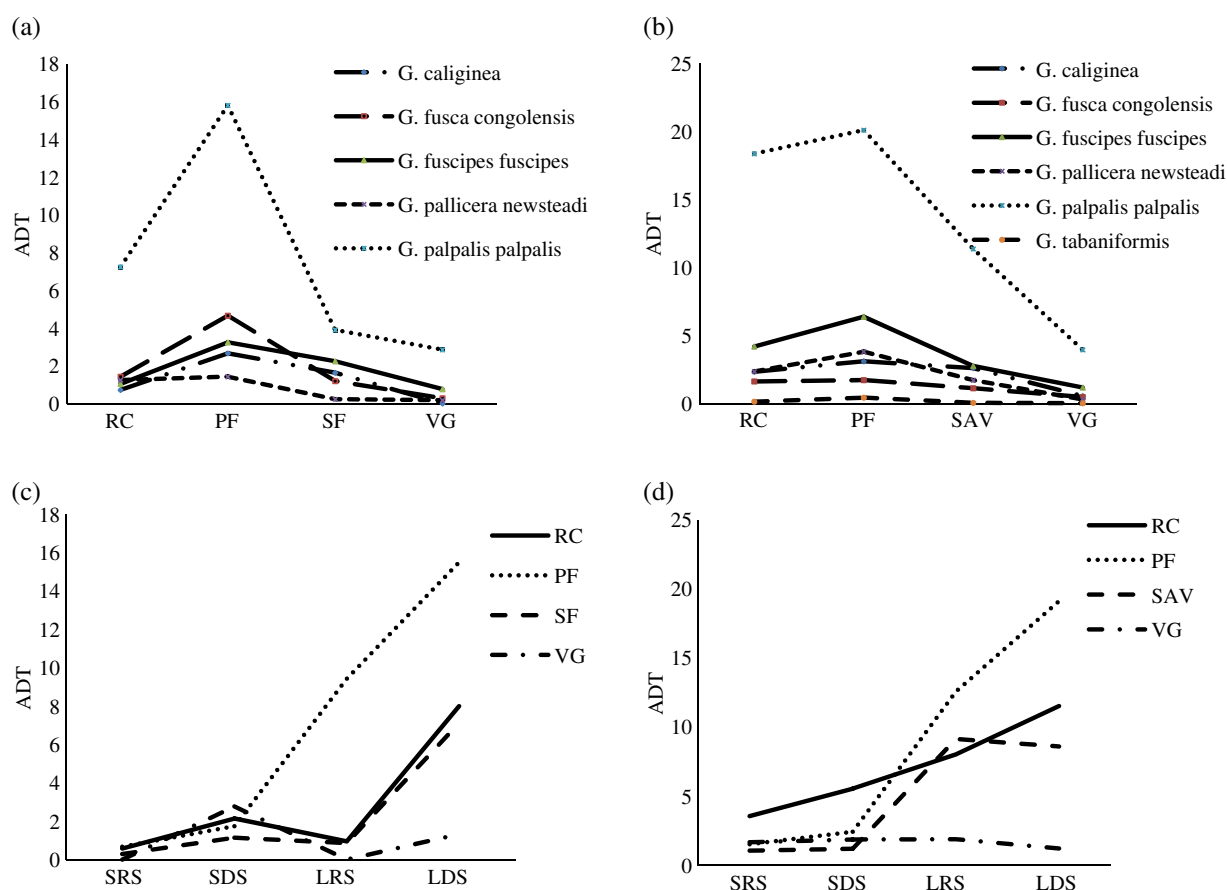 (a)
ADT
18
16
14
12
10
8
6
4
2
0
RC PF SF VG
G. caliginea
G. fusca congolensis
G. fuscipes fuscipes
G. pallicera newsteadi
G. palpalis palpalis
(b)
ADT
25
20
15
10
5
0
RC PF SAV VG
G. caliginea
G. fusca congolensis
G. fuscipes fuscipes
G. pallicera newsteadi
G. palpalis palpalis
G. tabaniformis
(c)
ADT
18
16
14
12
10
8
6
4
2
0
SRS SDS LRS LDS
RC
PF
SF
VG
(d)
ADT
25
20
15
10
5
0
SRS SDS LRS LDS
RC
PF
SAV
VG